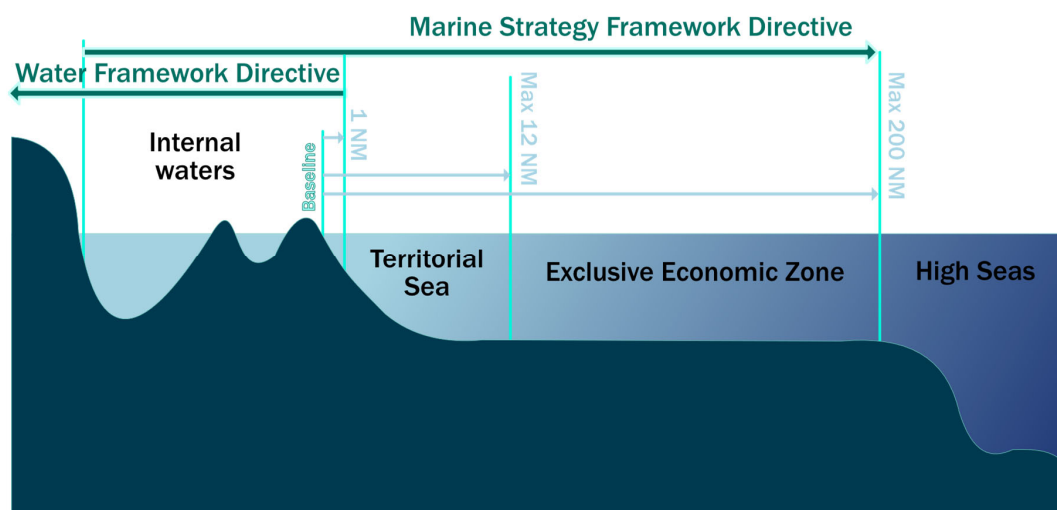 Marine Strategy Framework Directive
Water Framework Directive
Internal
waters
Baseline
1 NM
Max 12 NM
Max 200 NM
Territorial
Sea
Exclusive Economic Zone
High Seas